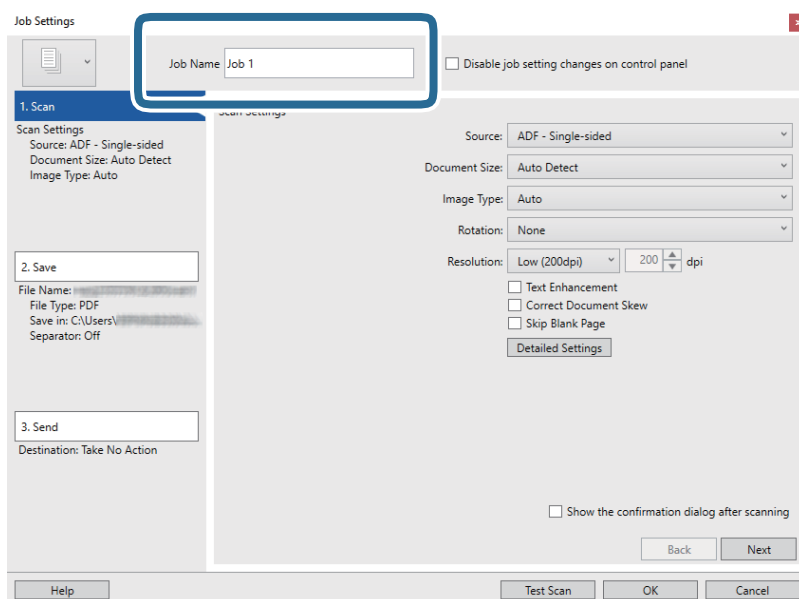 Job Settings
Job Name Job 1
Disable job setting changes on control panel
1. Scan
Scan Settings
Source: ADF - Single-sided
Document Size: Auto Detect
Image Type: Auto
2. Save
File Name:
File Type: PDF
Save in: C:\Users\
Separator: Off
3. Send
Destination: Take No Action
Scan Settings
Source: ADF - Single-sided
Document Size: Auto Detect
Image Type: Auto
Rotation: None
Resolution: Low (200dpi) 200 dpi
Text Enhancement
Correct Document Skew
Skip Blank Page
Detailed Settings
Show the confirmation dialog after scanning
Back Next
Help Test Scan OK Cancel